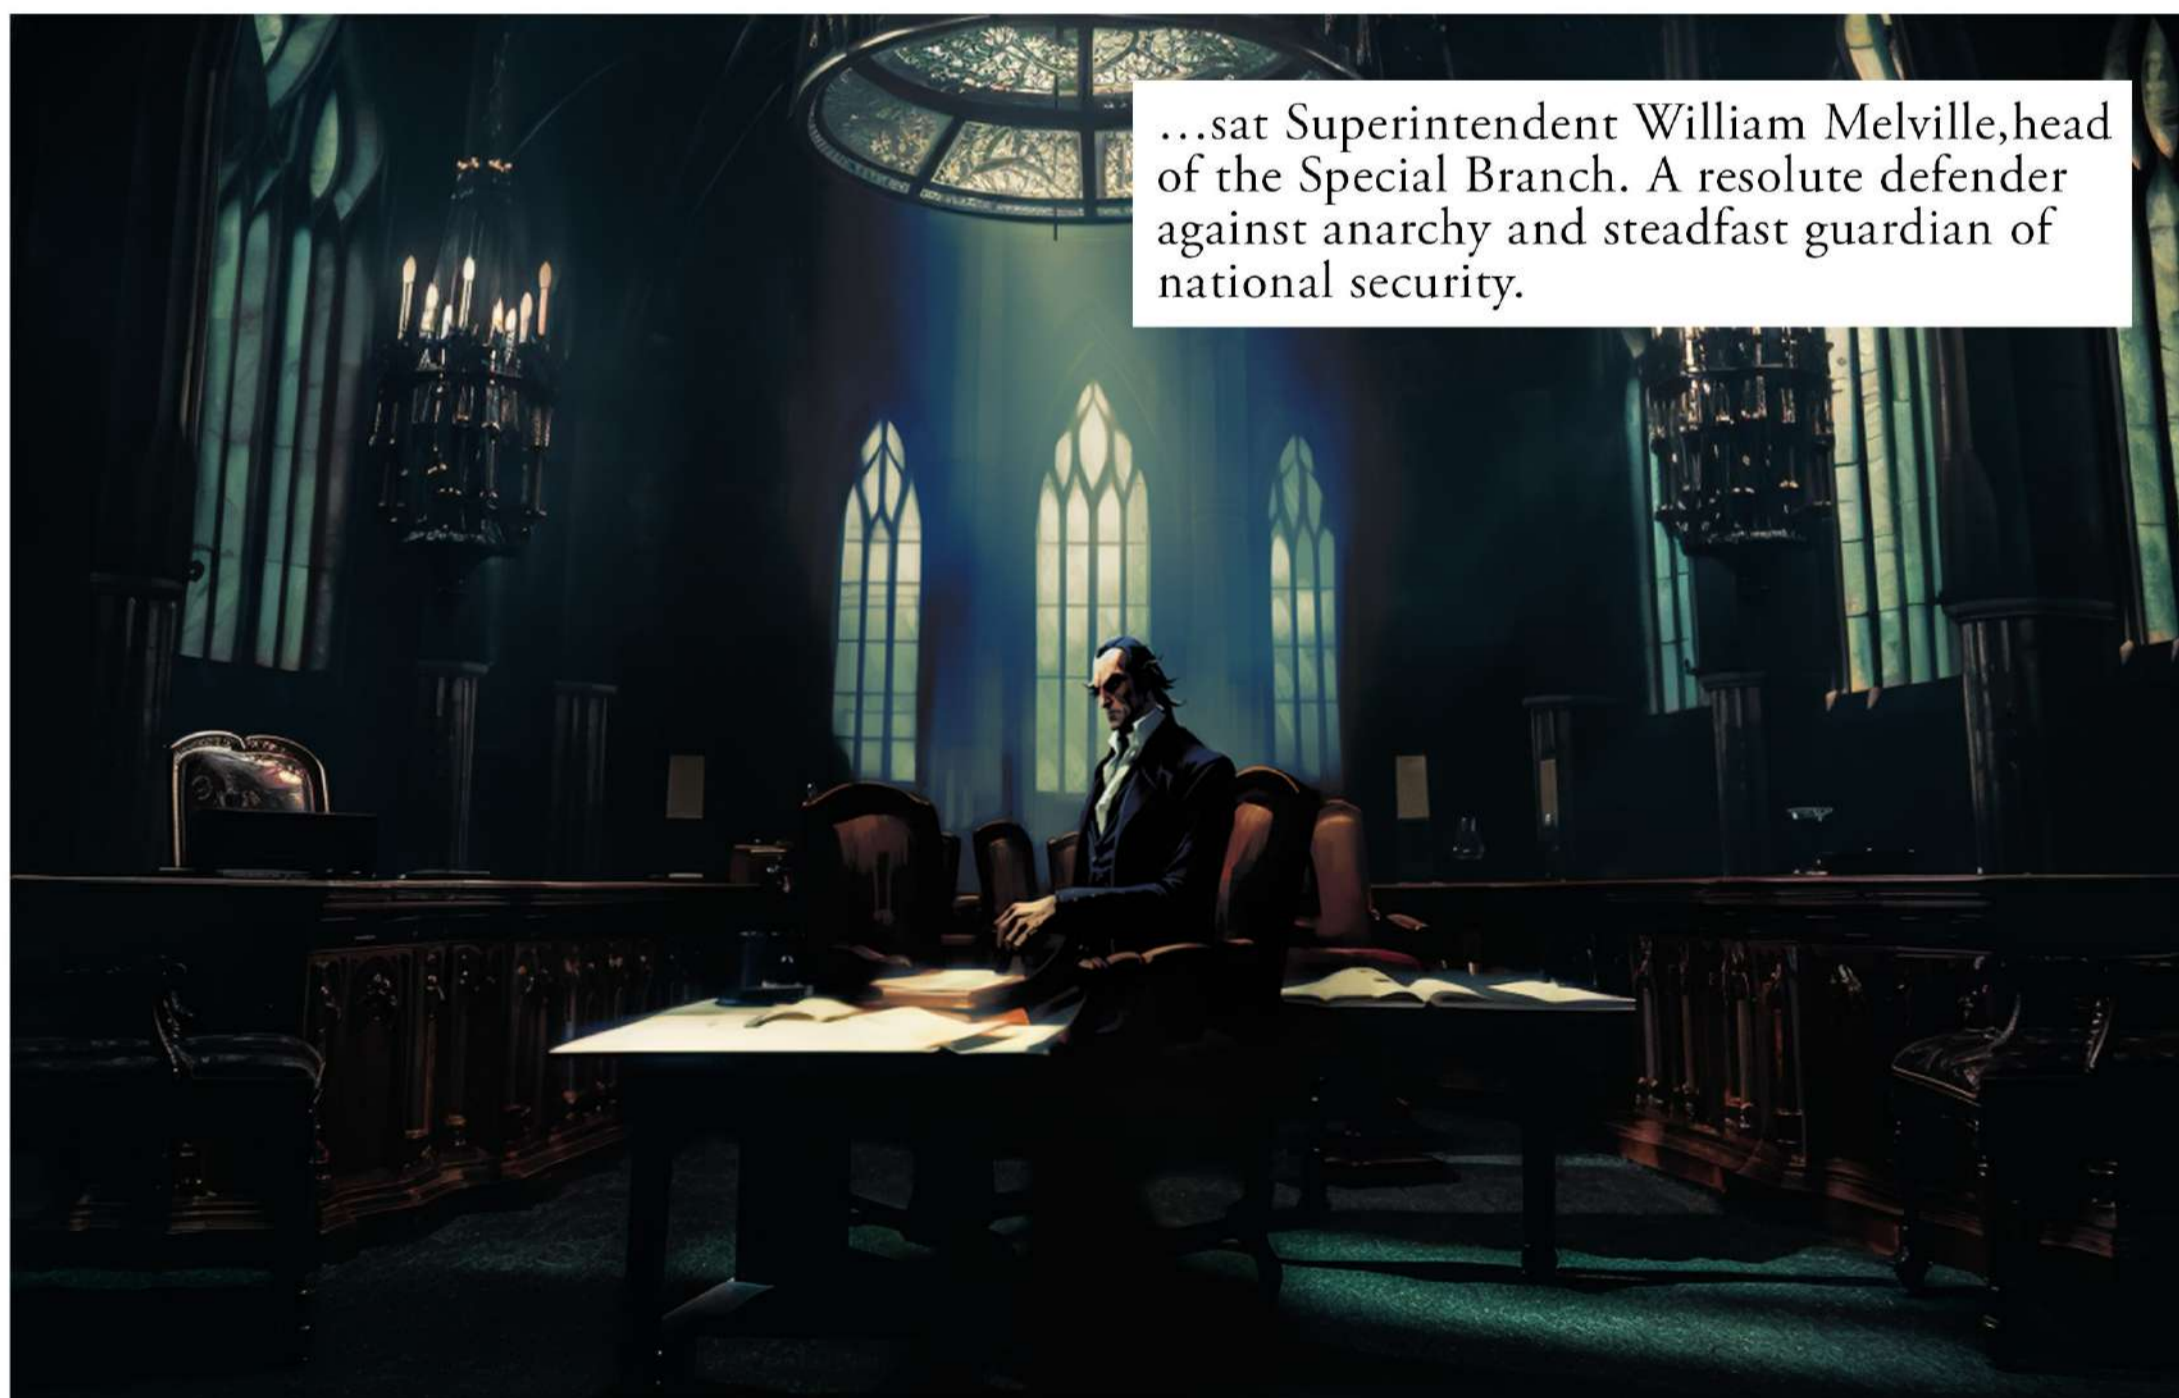 ...sat Superintendent William Melville,head
of the Special Branch. A resolute defender
against anarchy and steadfast guardian of
national security.